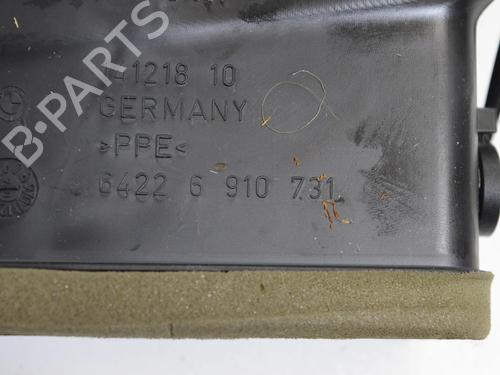 41218 10
GERMANY
>PPE<
6422 6 910 731
B-PARTS